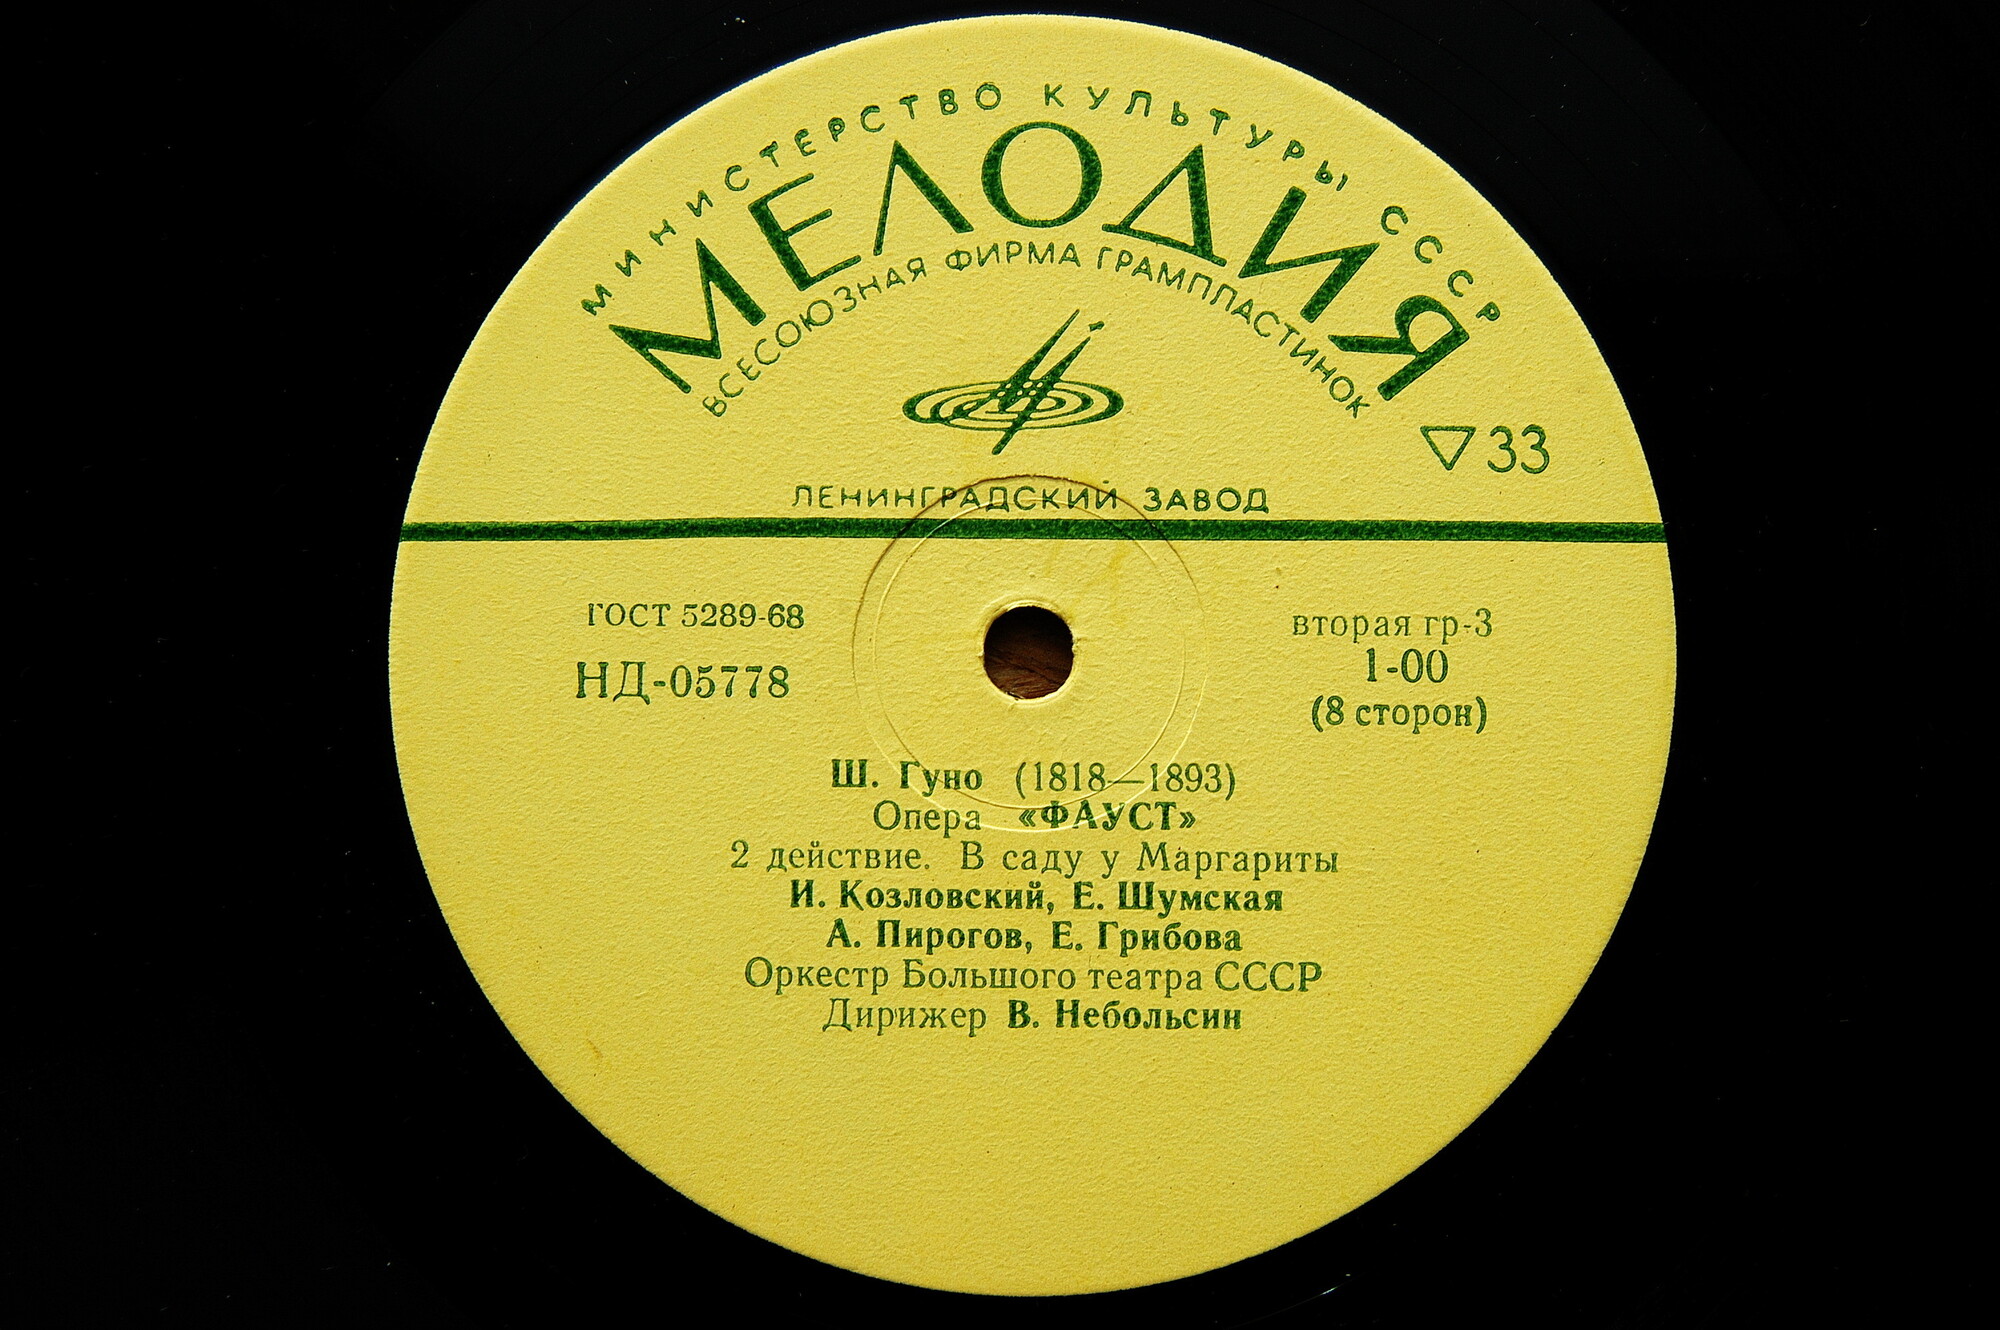 МИНИСТЕРСТВО КУЛЬТУРЫ СССР
МЕЛОДИЯ
ВСЕСОЮЗНАЯ ФИРМА ГРАМПЛАСТИНОК
▽33
ЛЕНИНГРАДСКИЙ ЗАВОД
ГОСТ 5289-68
НД-05778
вторая гр-3
1-00
(8 сторон)
Ш. Гуно (1818—1893)
Опера «ФАУСТ»
2 действие. В саду у Маргариты
И. Козловский, Е. Шумская
А. Пирогов, Е. Грибова
Оркестр Большого театра СССР
Дирижер В. Небольсин